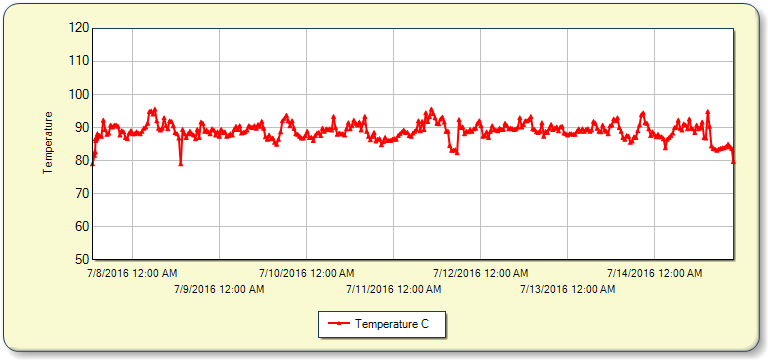 120
110
100
90
80
70
60
50
Temperature
7/8/2016 12:00 AM
7/10/2016 12:00 AM
7/12/2016 12:00 AM
7/14/2016 12:00 AM
7/9/2016 12:00 AM
7/11/2016 12:00 AM
7/13/2016 12:00 AM
Temperature C